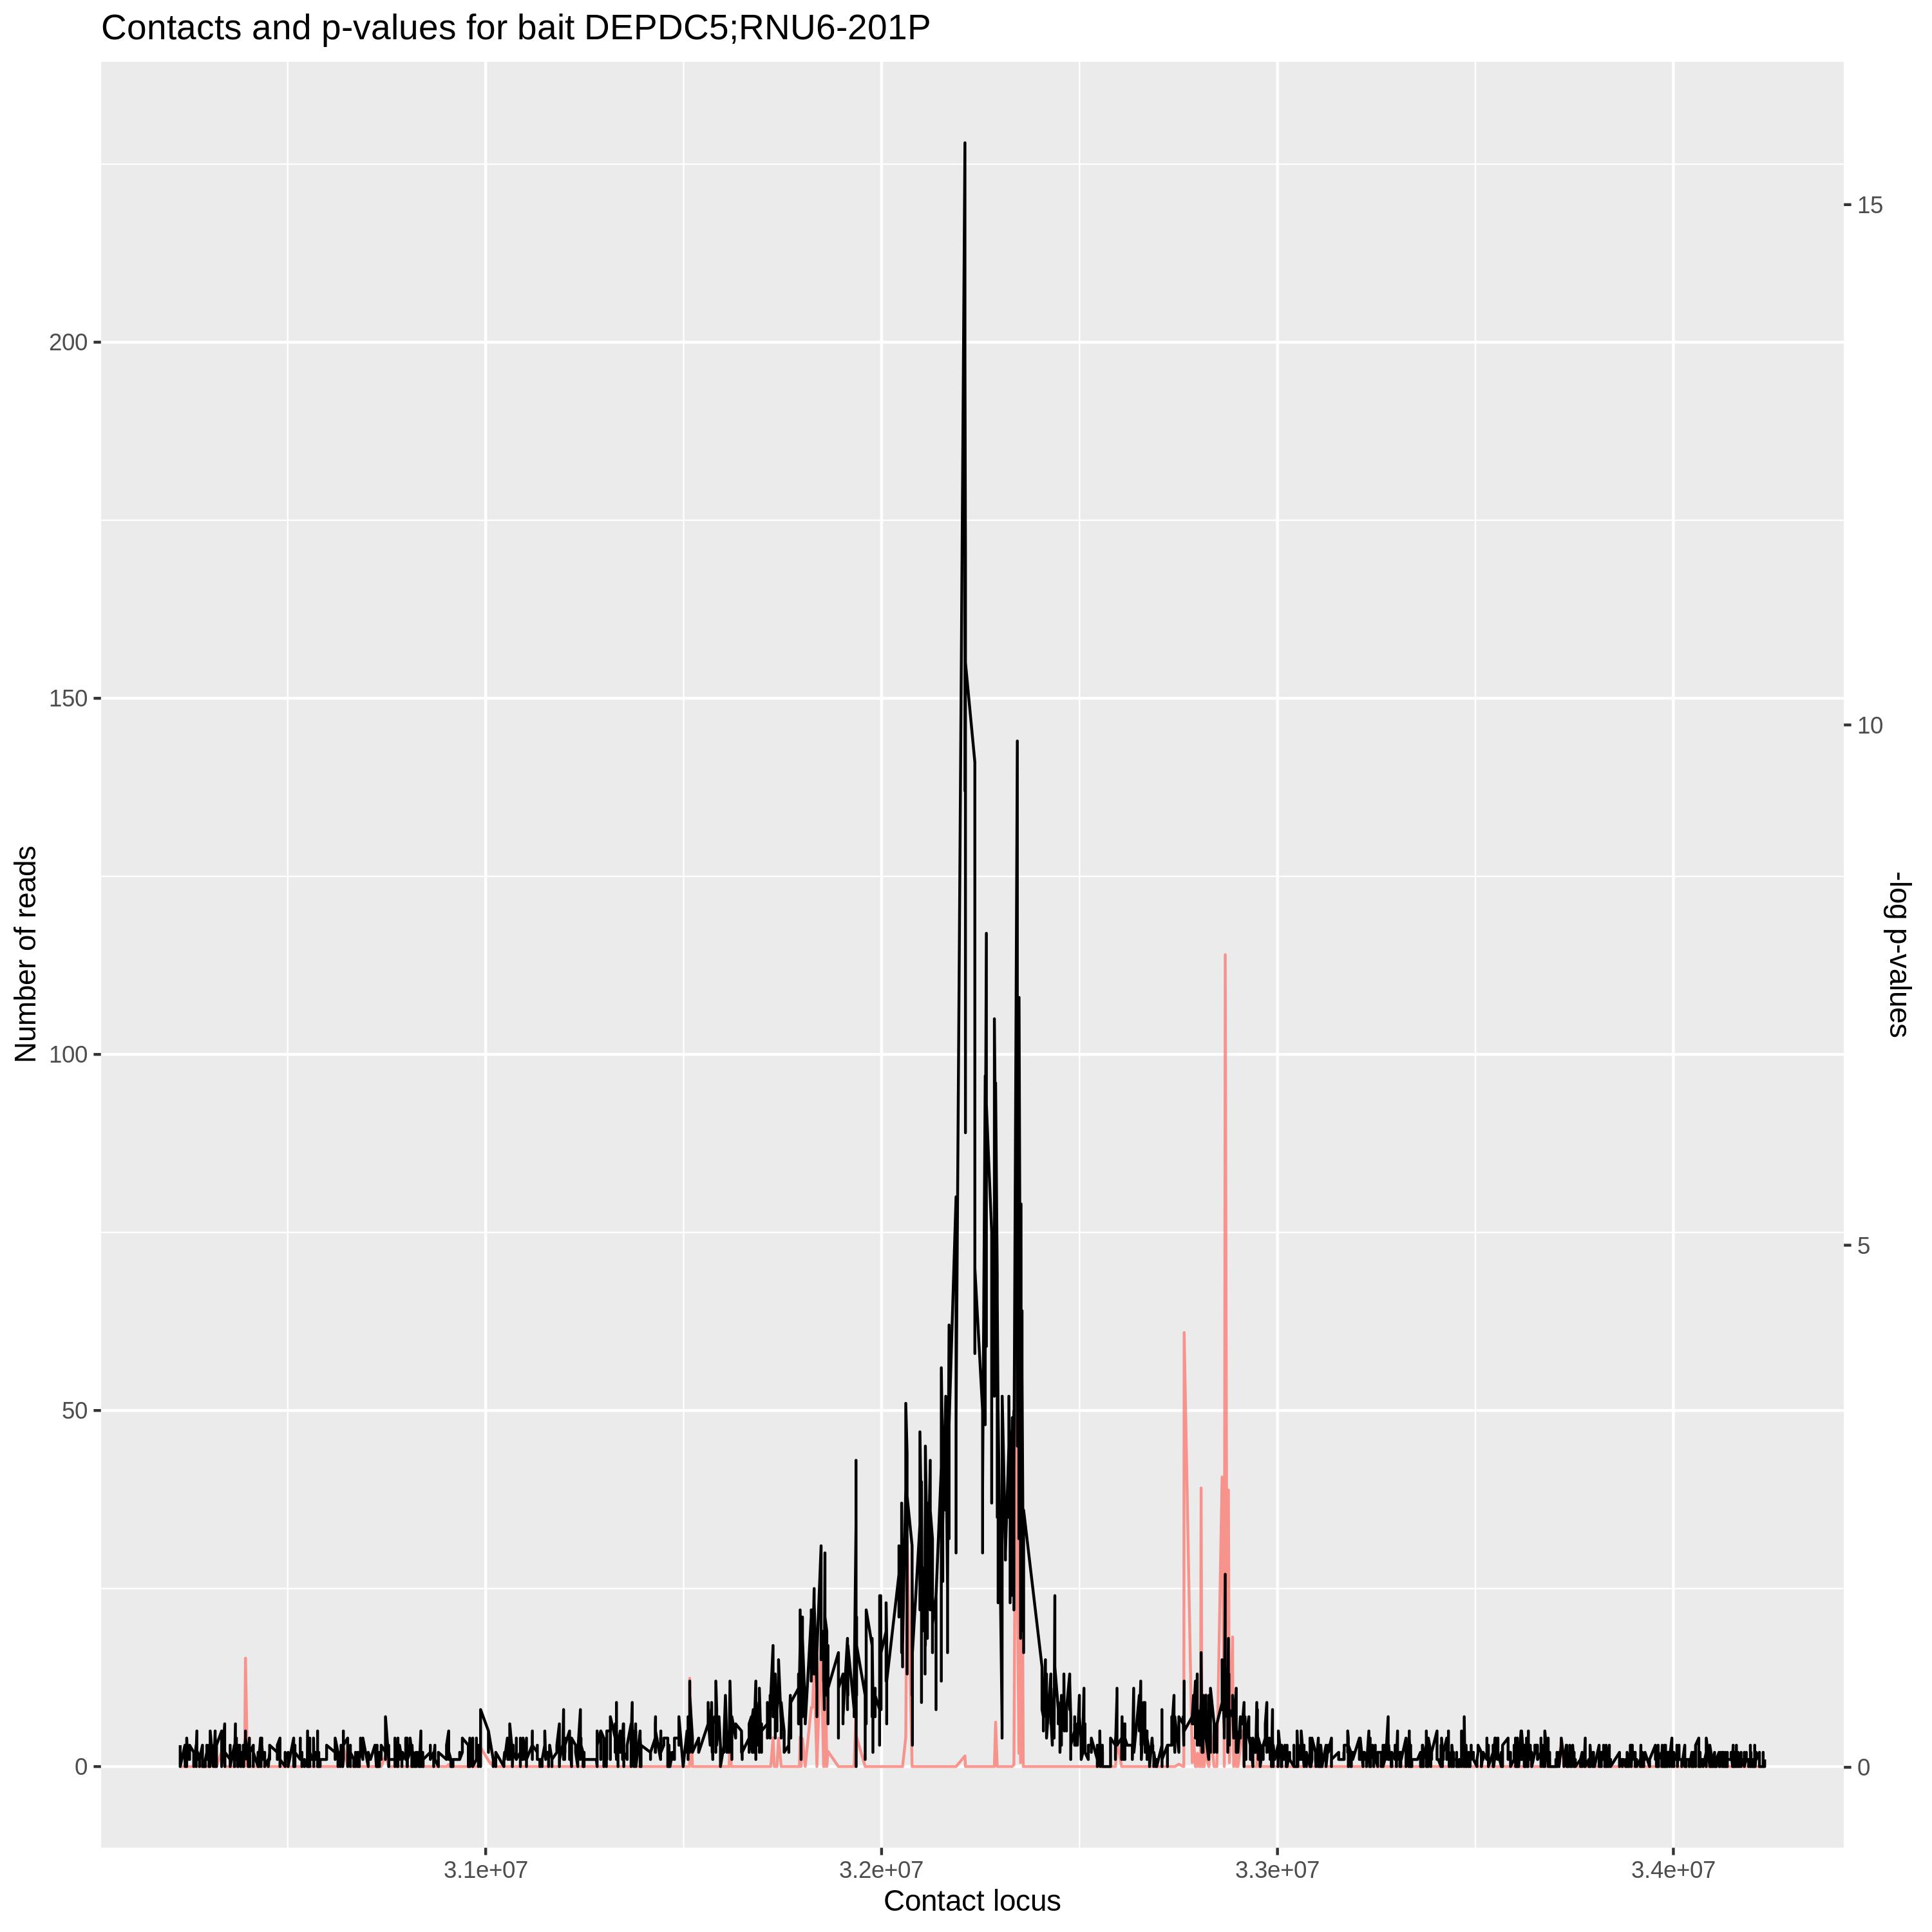 Contacts and p-values for bait DEPDC5;RNU6-201P
200
150
100
50
0
Number of reads
15
10
5
0
-log p-values
3.1e+07
3.2e+07
3.3e+07
3.4e+07
Contact locus